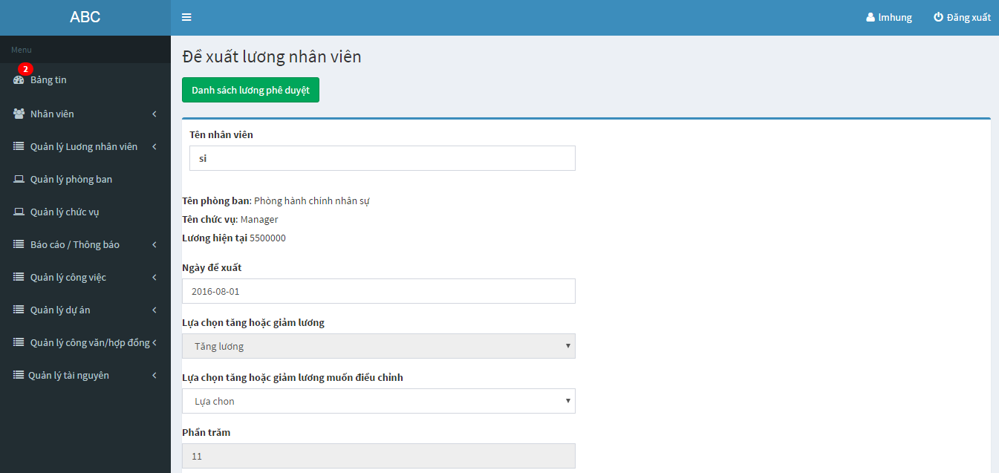 ABC
lmhung
Đăng xuất
Menu
2
Bảng tin
Nhân viên
Quản lý Lương nhân viên
Quản lý phòng ban
Quản lý chức vụ
Báo cáo / Thông báo
Quản lý công việc
Quản lý dự án
Quản lý công văn/hợp đồng
Quản lý tài nguyên
Đề xuất lương nhân viên
Danh sách lương phê duyệt
Tên nhân viên
si
Tên phòng ban: Phòng hành chính nhân sự
Tên chức vụ: Manager
Lương hiện tại 5500000
Ngày đề xuất
2016-08-01
Lựa chọn tăng hoặc giảm lương
Tăng lương
Lựa chọn tăng hoặc giảm lương muốn điều chỉnh
Lựa chon
Phần trăm
11